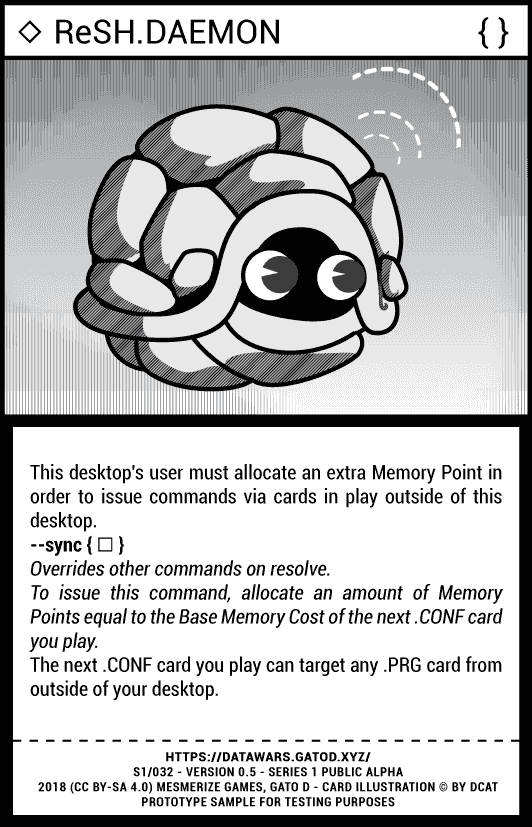 ◇ ReSH.DAEMON { }
This desktop's user must allocate an extra Memory Point in
order to issue commands via cards in play outside of this
desktop.
--sync { □ }
Overrides other commands on resolve.
To issue this command, allocate an amount of Memory
Points equal to the Base Memory Cost of the next .CONF card
you play.
The next .CONF card you play can target any .PRG card from
outside of your desktop.
HTTPS://DATAWARS.GATOD.XYZ/
S1/032 - VERSION 0.5 - SERIES 1 PUBLIC ALPHA
2018 (CC BY-SA 4.0) MESMERIZE GAMES, GATO D - CARD ILLUSTRATION © BY DCAT
PROTOTYPE SAMPLE FOR TESTING PURPOSES